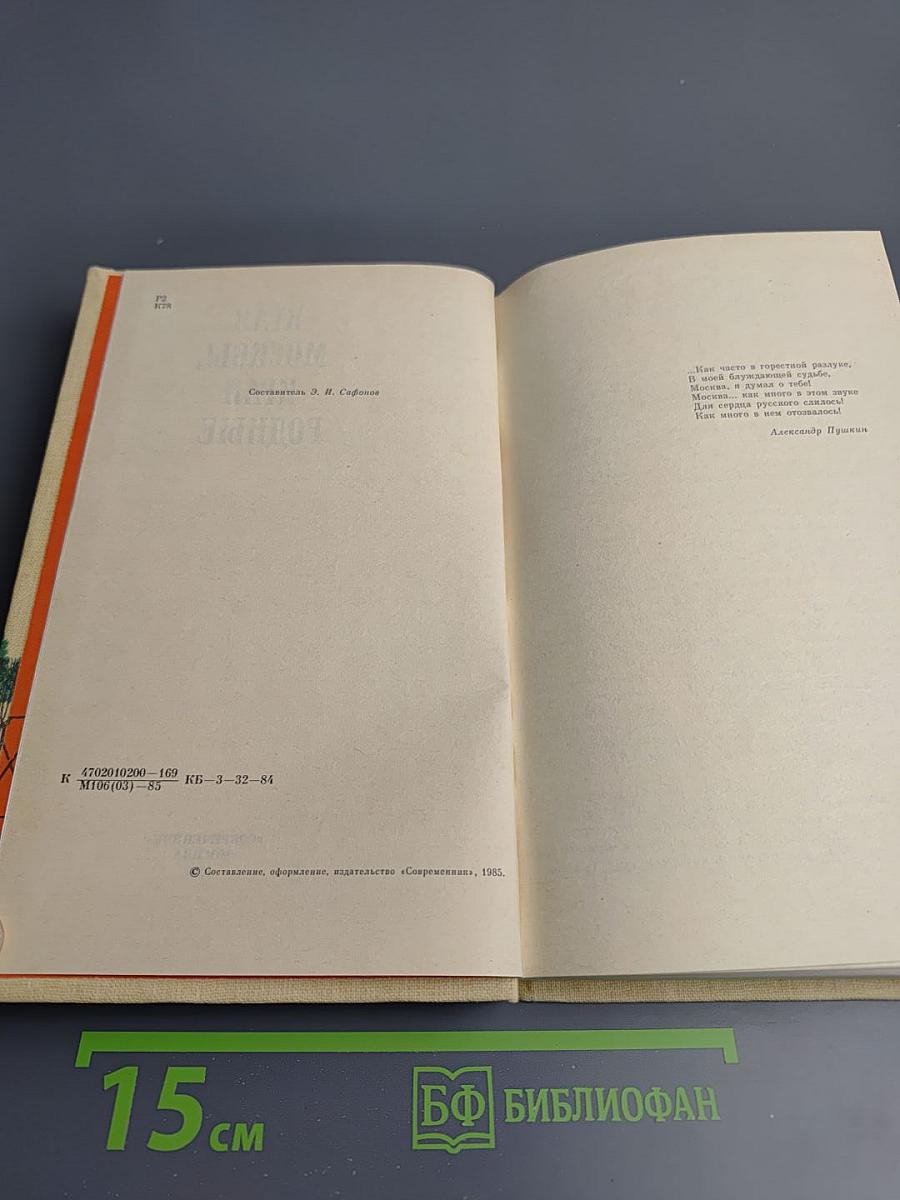 Р2
К78
Составитель Э. И. Сафонов
К 4702010200—169 КБ—3—32—84
М106(03)—85
© Составление, оформление, издательство «Современник», 1985.
...Как часто в горестной разлуке,
В моей блуждающей судьбе,
Москва, я думал о тебе!
Москва... как много в этом звуке
Для сердца русского слилось!
Как много в нем отозвалось!
Александр Пушкин
15 см
БФ БИБЛИОФАН